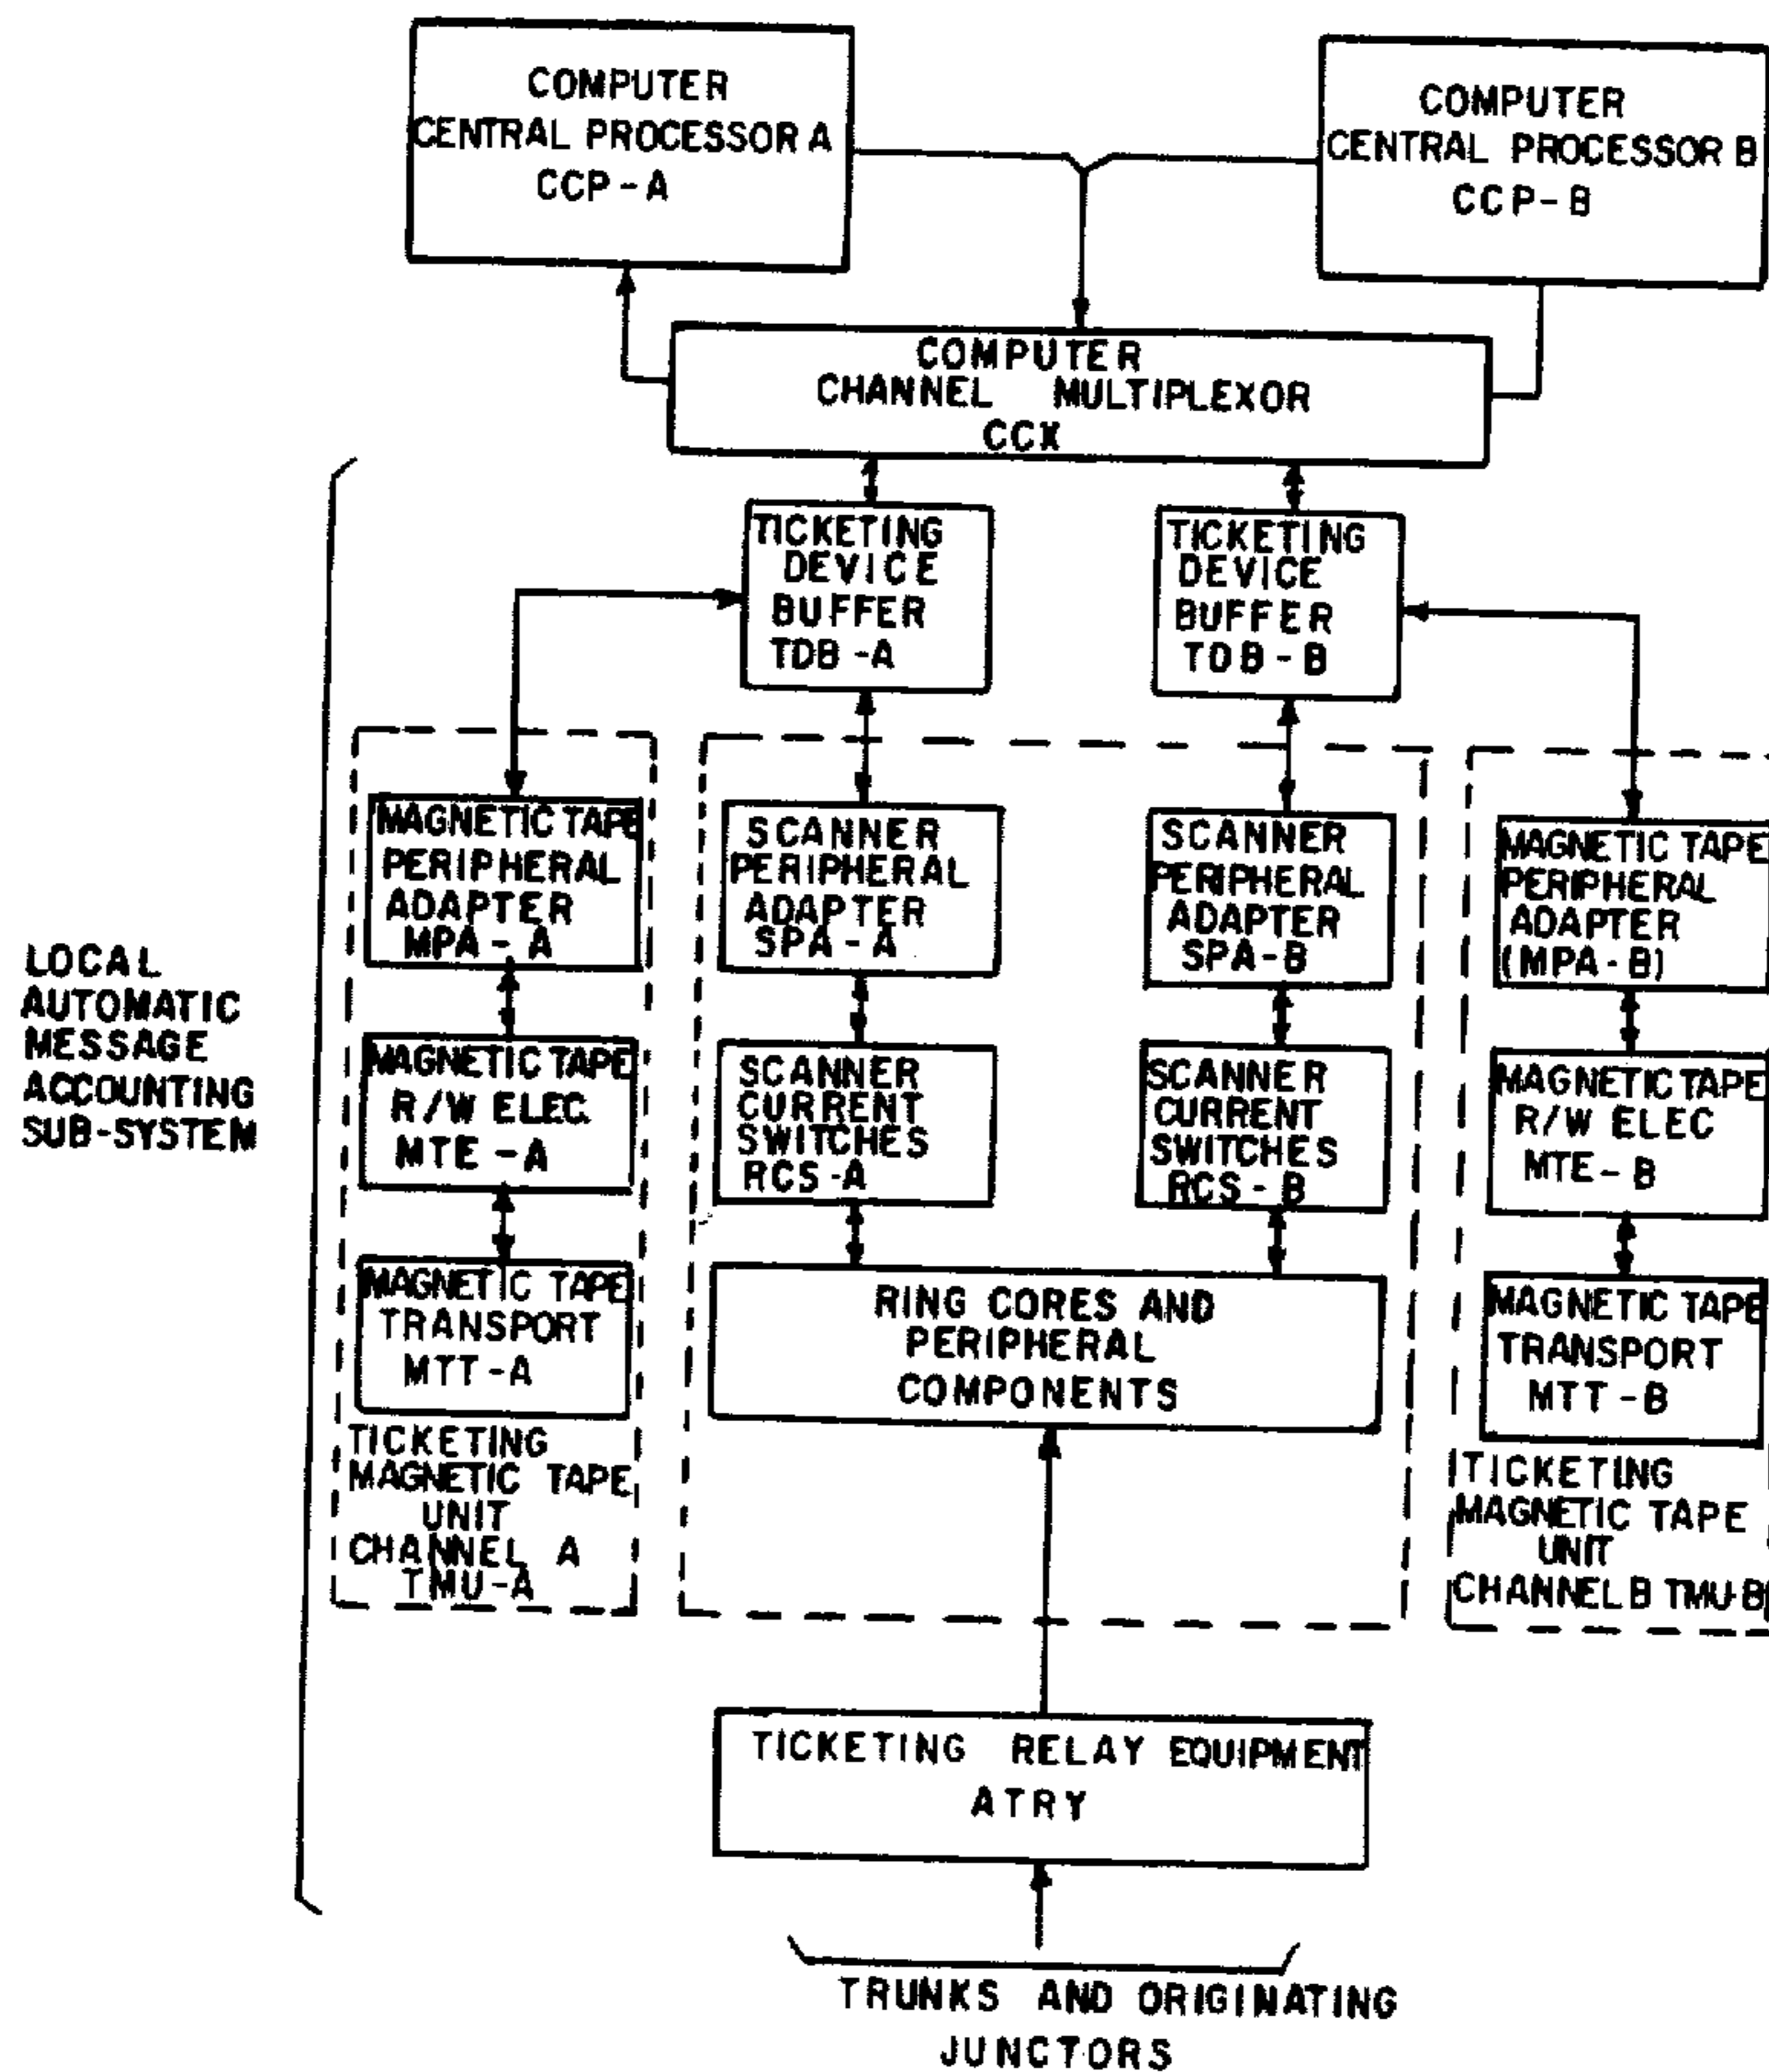 COMPUTER
CENTRAL PROCESSOR A
CCP-A
COMPUTER
CENTRAL PROCESSOR B
CCP-B
COMPUTER
CHANNEL MULTIPLEXOR
CCX
TICKETING
DEVICE
BUFFER
TDB-A
TICKETING
DEVICE
BUFFER
TDB-B
LOCAL
AUTOMATIC
MESSAGE
ACCOUNTING
SUB-SYSTEM
MAGNETIC TAPE
PERIPHERAL
ADAPTER
MPA-A
MAGNETIC TAPE
R/W ELEC
MTE-A
MAGNETIC TAPE
TRANSPORT
MTT-A
TICKETING
MAGNETIC TAPE
UNIT
CHANNEL A
TMU-A
SCANNER
PERIPHERAL
ADAPTER
SPA-A
SCANNER
CURRENT
SWITCHES
RCS-A
SCANNER
PERIPHERAL
ADAPTER
SPA-B
SCANNER
CURRENT
SWITCHES
RCS-B
RING CORES AND
PERIPHERAL
COMPONENTS
MAGNETIC TAPE
PERIPHERAL
ADAPTER
(MPA-B)
MAGNETIC TAPE
R/W ELEC
MTE-B
MAGNETIC TAPE
TRANSPORT
MTT-B
TICKETING
MAGNETIC TAPE
UNIT
CHANNEL B TMU-B
TICKETING RELAY EQUIPMENT
ATRY
TRUNKS AND ORIGINATING
JUNCTORS